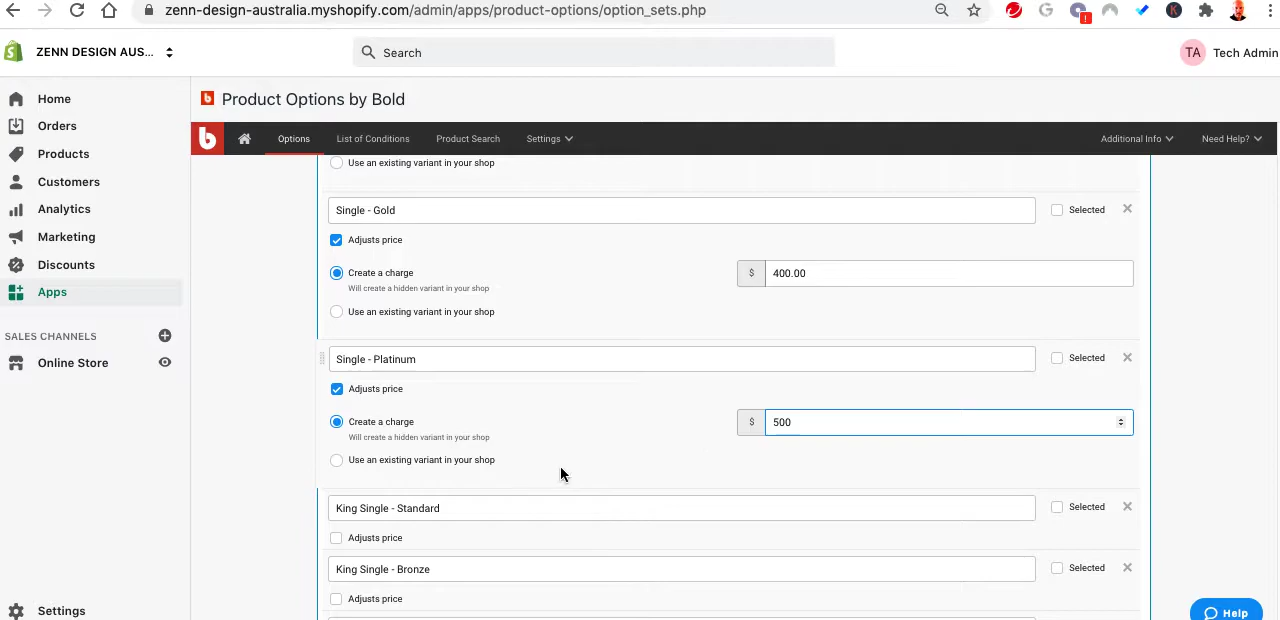 zenn-design-australia.myshopify.com/admin/apps/product-options/option_sets.php
ZENN DESIGN AUS...
Search
TA Tech Admin
Home
Orders
Products
Customers
Analytics
Marketing
Discounts
Apps
SALES CHANNELS
Online Store
Settings
b Product Options by Bold
b Options List of Conditions Product Search Settings Additional Info Need Help?
Use an existing variant in your shop
Single - Gold Selected
Adjusts price
Create a charge $ 400.00
Will create a hidden variant in your shop
Use an existing variant in your shop
Single - Platinum Selected
Adjusts price
Create a charge $ 500
Will create a hidden variant in your shop
Use an existing variant in your shop
King Single - Standard Selected
Adjusts price
King Single - Bronze Selected
Adjusts price
Help